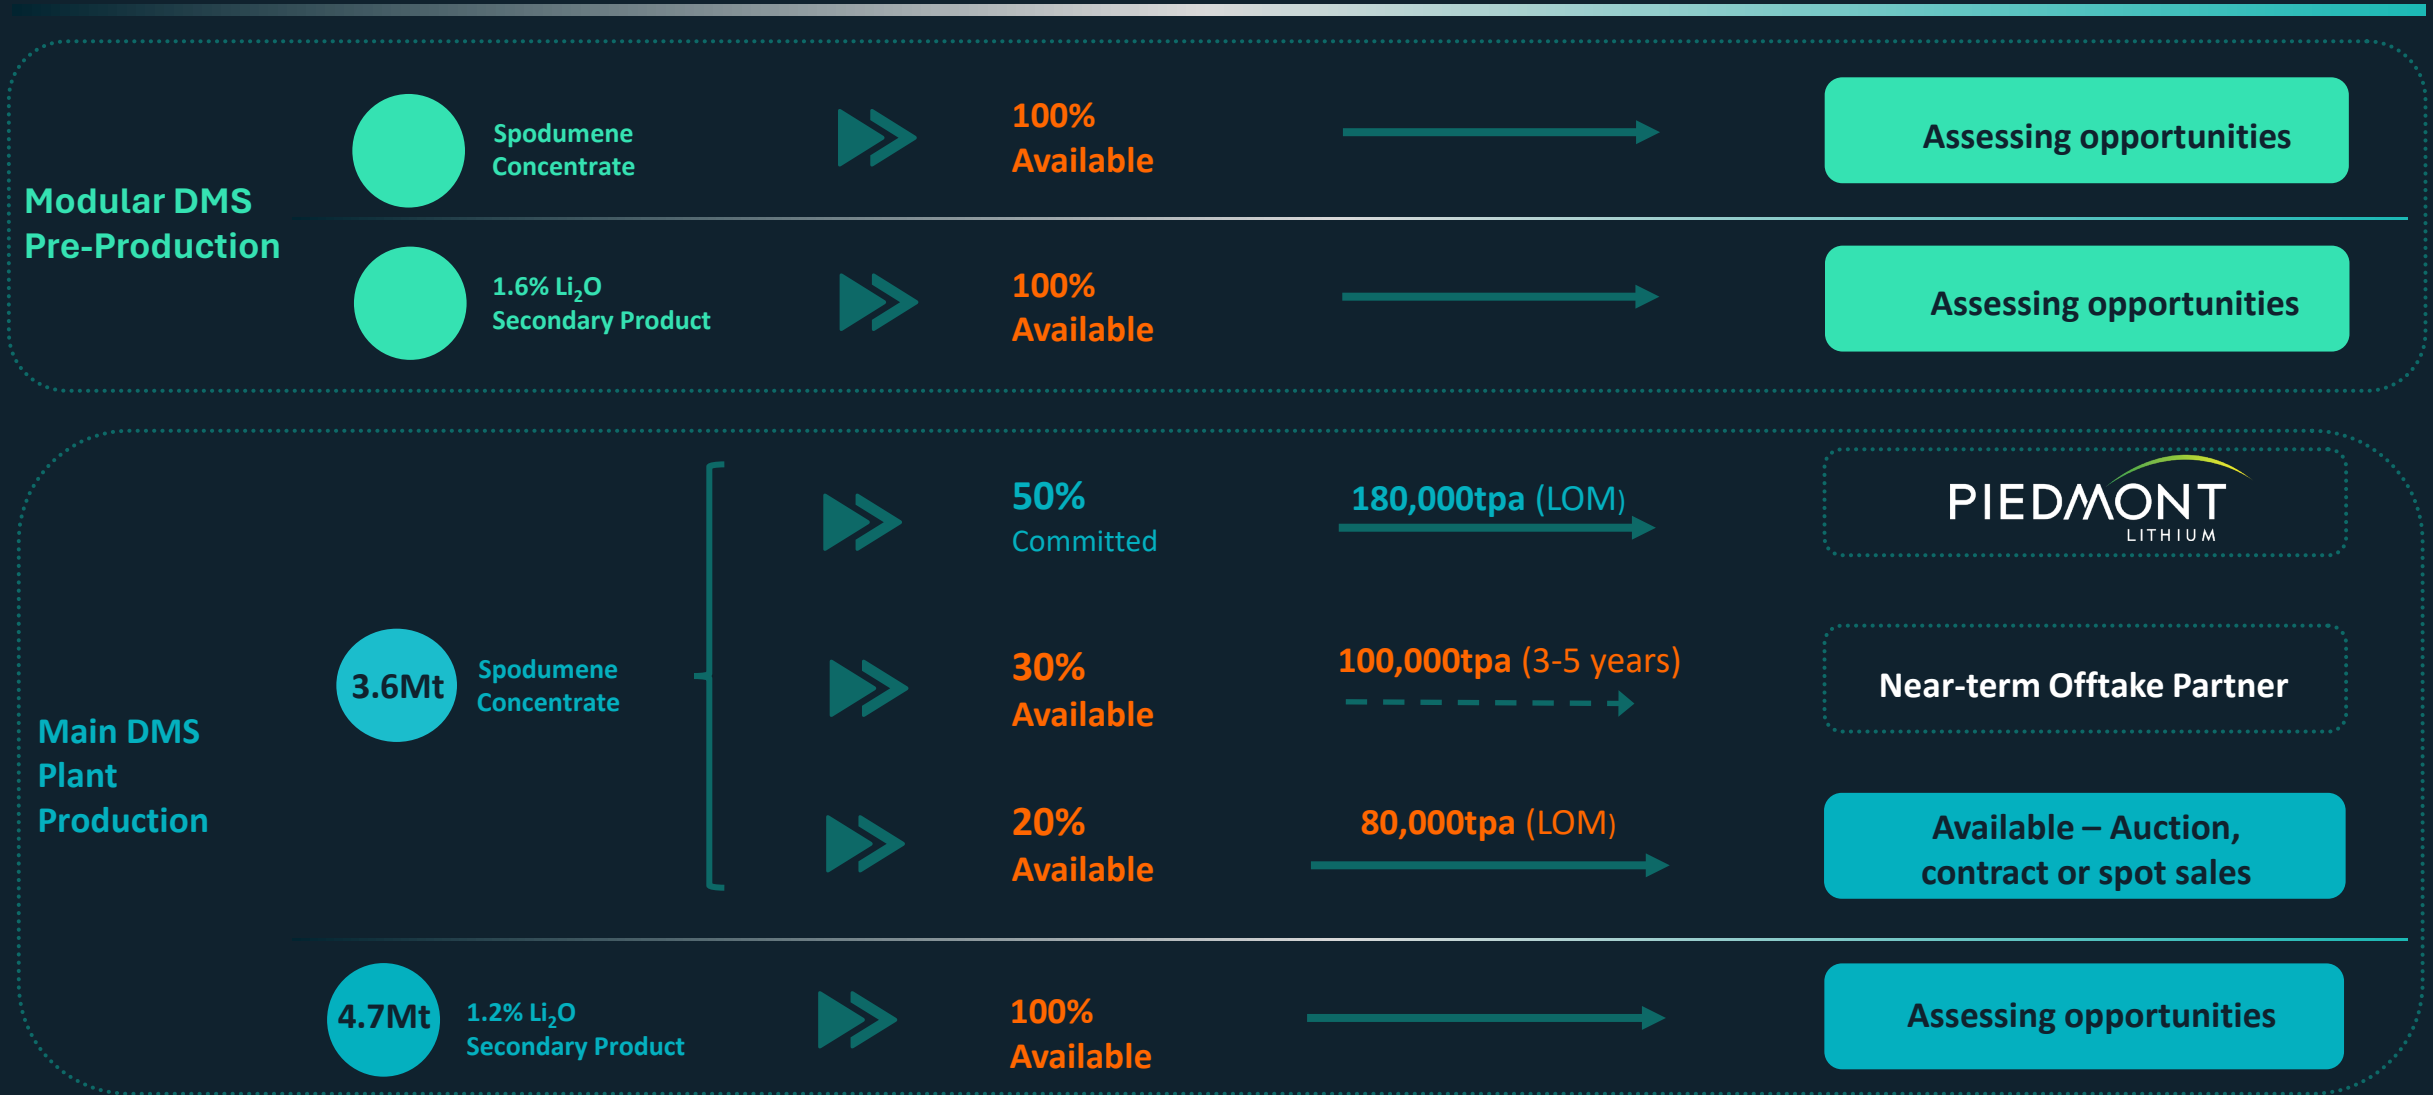 Modular DMS
Pre-Production
Spodumene
Concentrate
100%
Available
Assessing opportunities
1.6% Li₂O
Secondary Product
100%
Available
Assessing opportunities
Main DMS
Plant
Production
3.6Mt
Spodumene
Concentrate
50%
Committed
180,000tpa (LOM)
PIEDMONT
LITHIUM
30%
Available
100,000tpa (3-5 years)
Near-term Offtake Partner
20%
Available
80,000tpa (LOM)
Available – Auction,
contract or spot sales
4.7Mt
1.2% Li₂O
Secondary Product
100%
Available
Assessing opportunities